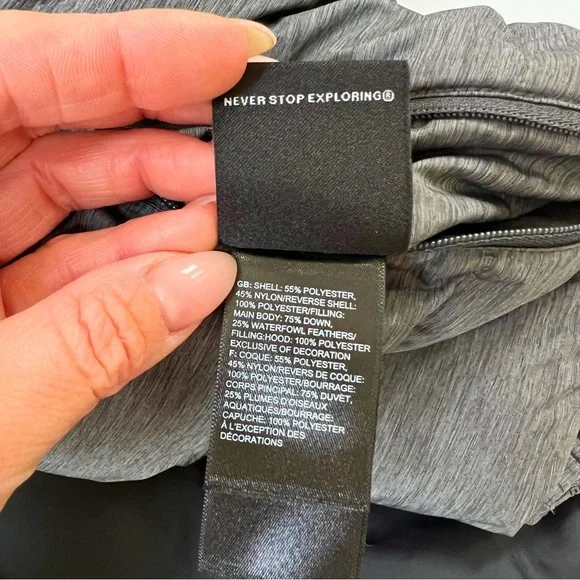 NEVER STOP EXPLORING®
GB: SHELL: 55% POLYESTER,
45% NYLON/REVERSE SHELL:
100% POLYESTER/FILLING:
MAIN BODY: 75% DOWN,
25% WATERFOWL FEATHERS/
FILLING:HOOD: 100% POLYESTER
EXCLUSIVE OF DECORATION
F: COQUE: 55% POLYESTER,
45% NYLON/REVERS DE COQUE:
100% POLYESTER/BOURRAGE:
CORPS PINCIPAL: 75% DUVET,
25% PLUMES D'OISEAUX
AQUATIQUES/BOURRAGE:
CAPUCHE: 100% POLYESTER
À L'EXCEPTION DES
DÉCORATIONS